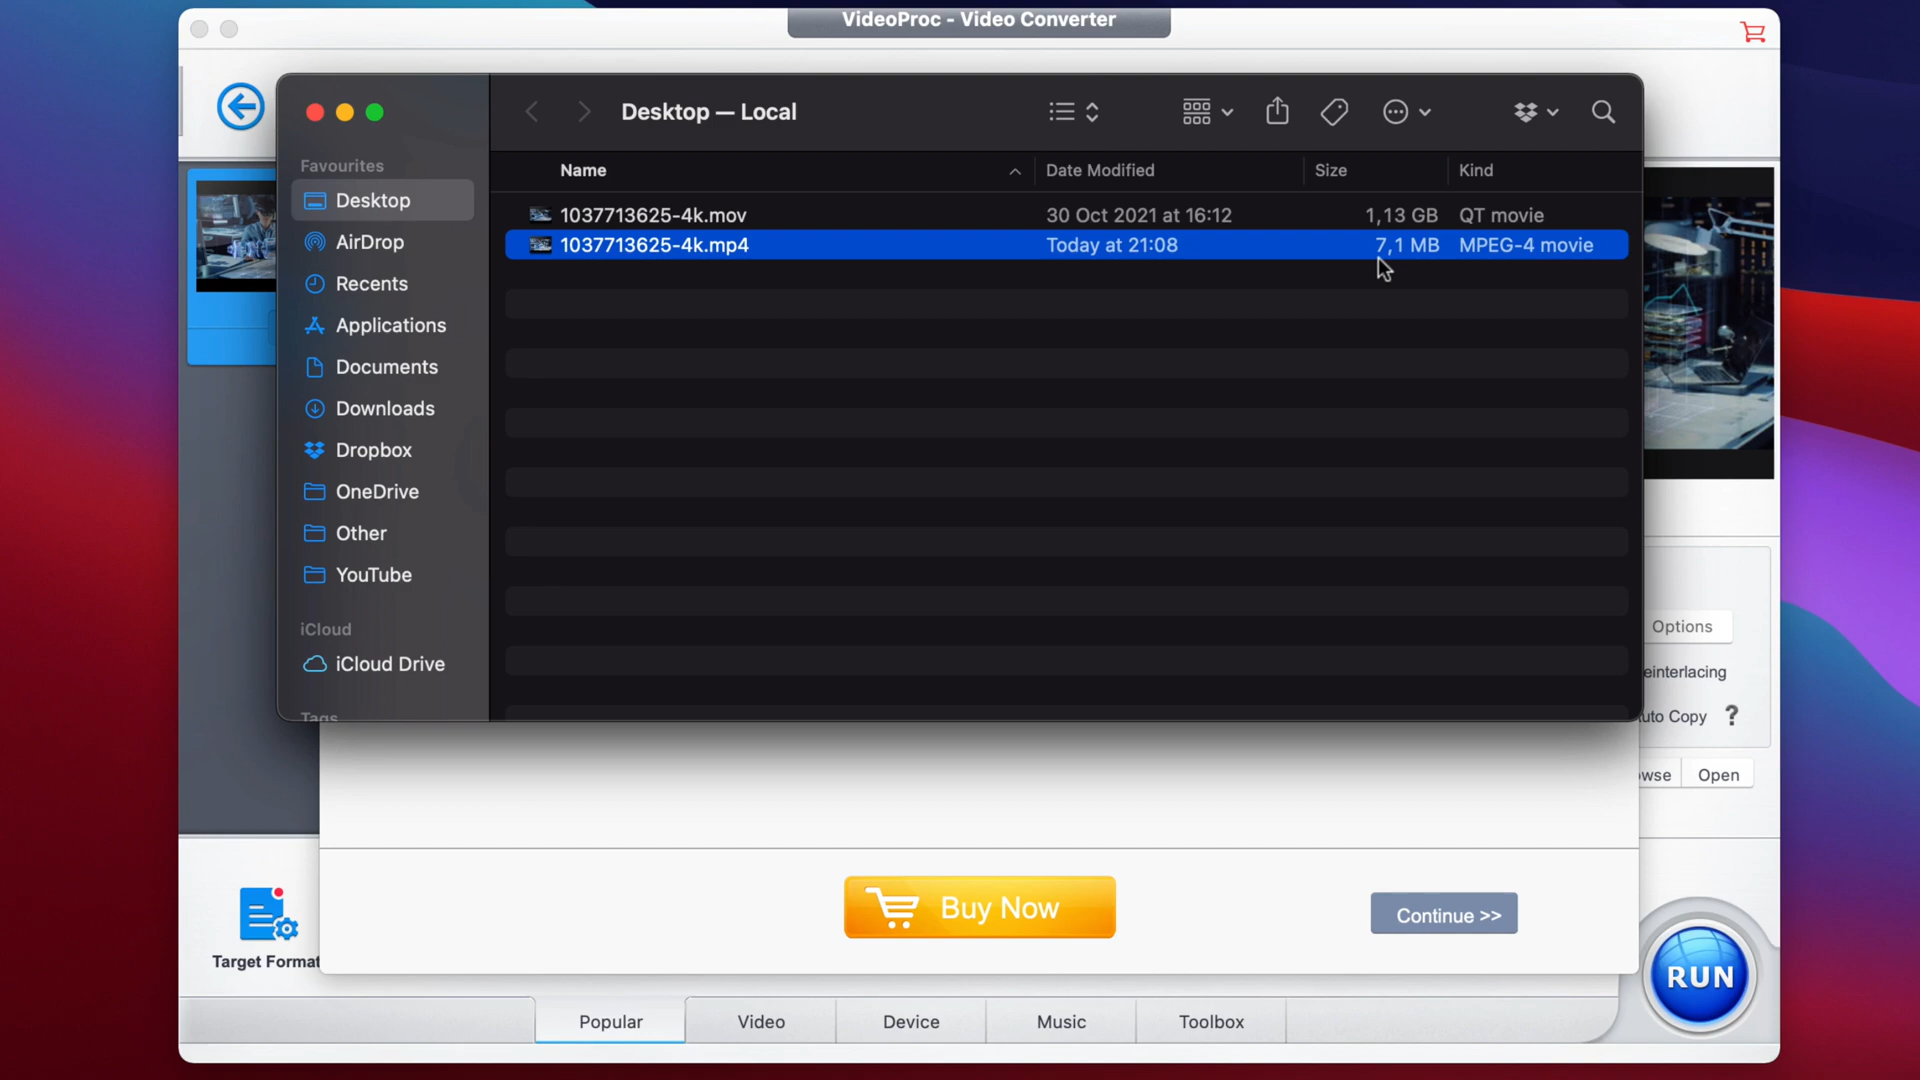 VideoProc - Video Converter
Desktop — Local
Favourites
Desktop
AirDrop
Recents
Applications
Documents
Downloads
Dropbox
OneDrive
Other
YouTube
iCloud
iCloud Drive
Tags
Name Date Modified Size Kind
1037713625-4k.mov 30 Oct 2021 at 16:12 1,13 GB QT movie
1037713625-4k.mp4 Today at 21:08 7,1 MB MPEG-4 movie
Options
einterlacing
uto Copy ?
wse Open
Buy Now
Continue >>
Target Format
RUN
Popular Video Device Music Toolbox